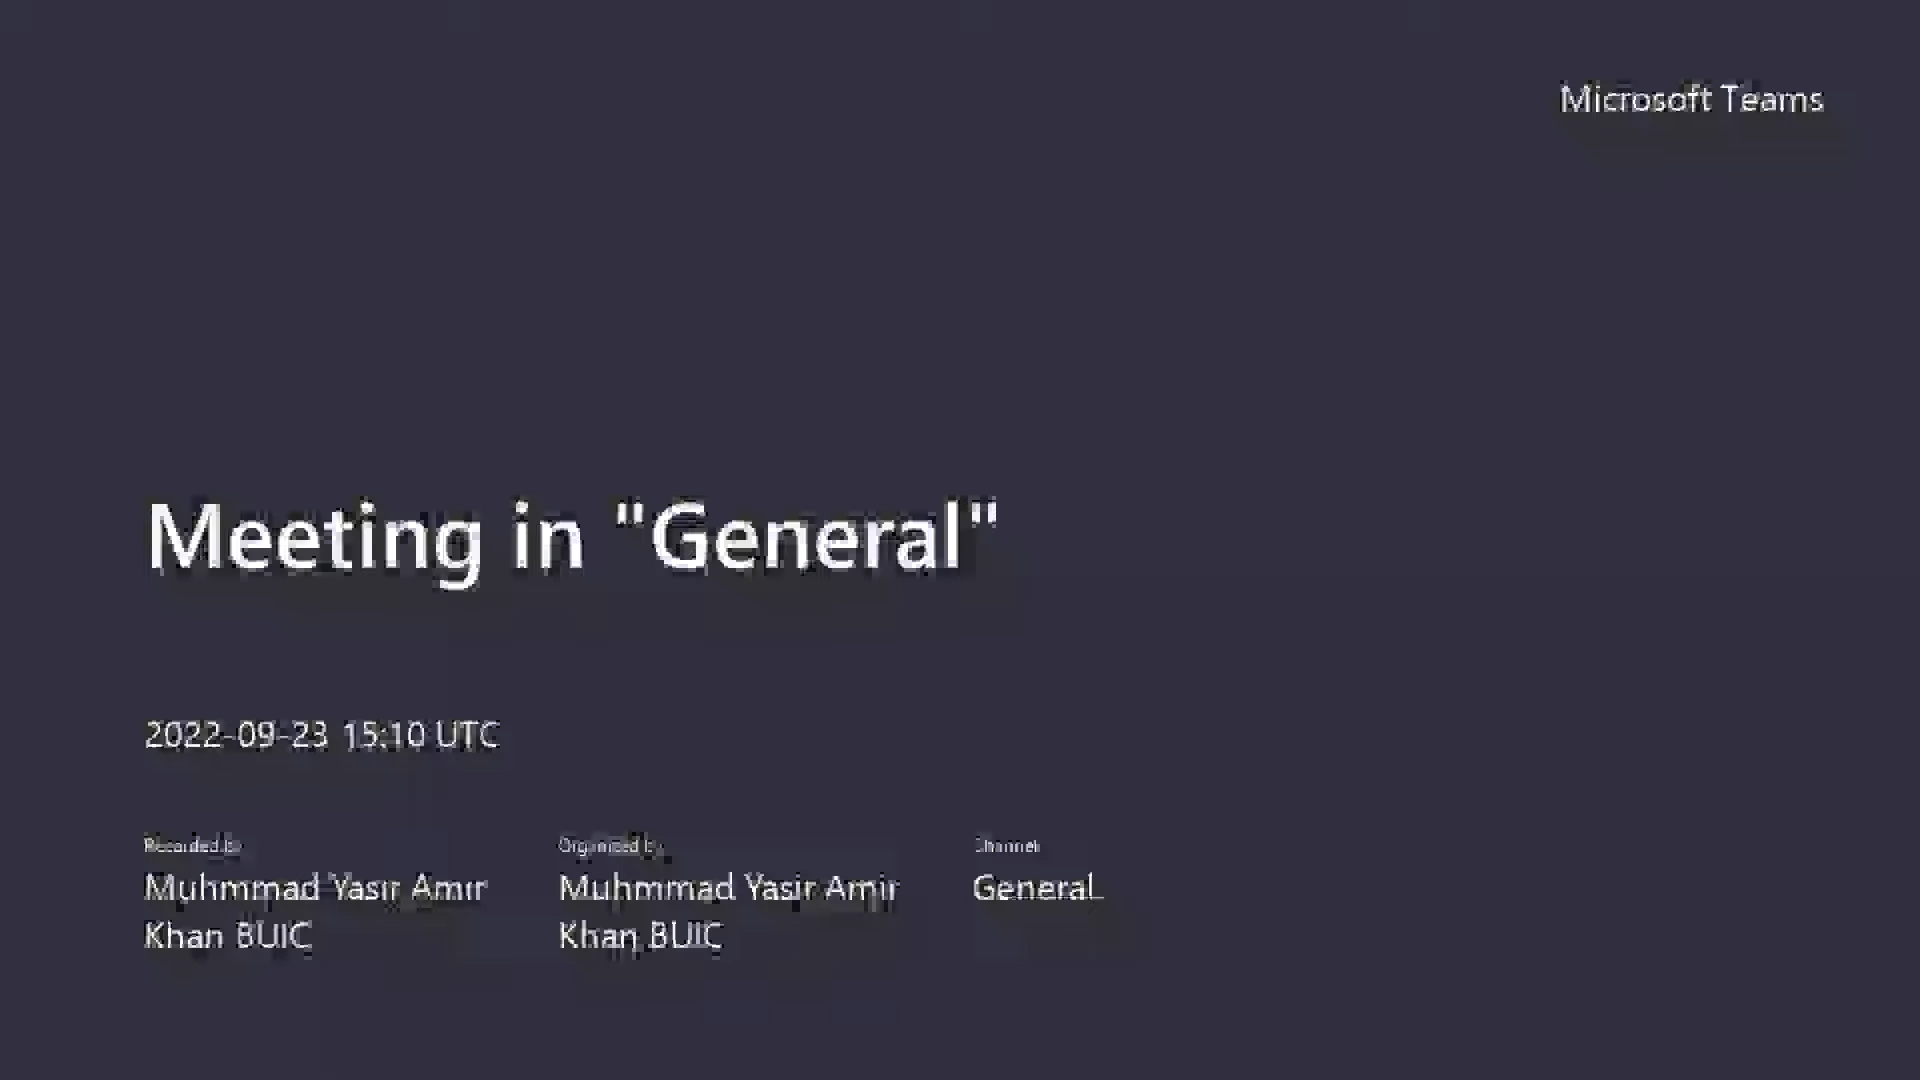 Microsoft Teams
Meeting in "General"
2022-09-23 15:10 UTC
Recorded by
Organized by
Channel
Muhmmad Yasir Amir
Muhmmad Yasir Amir
General
Khan BUIC
Khan BUIC